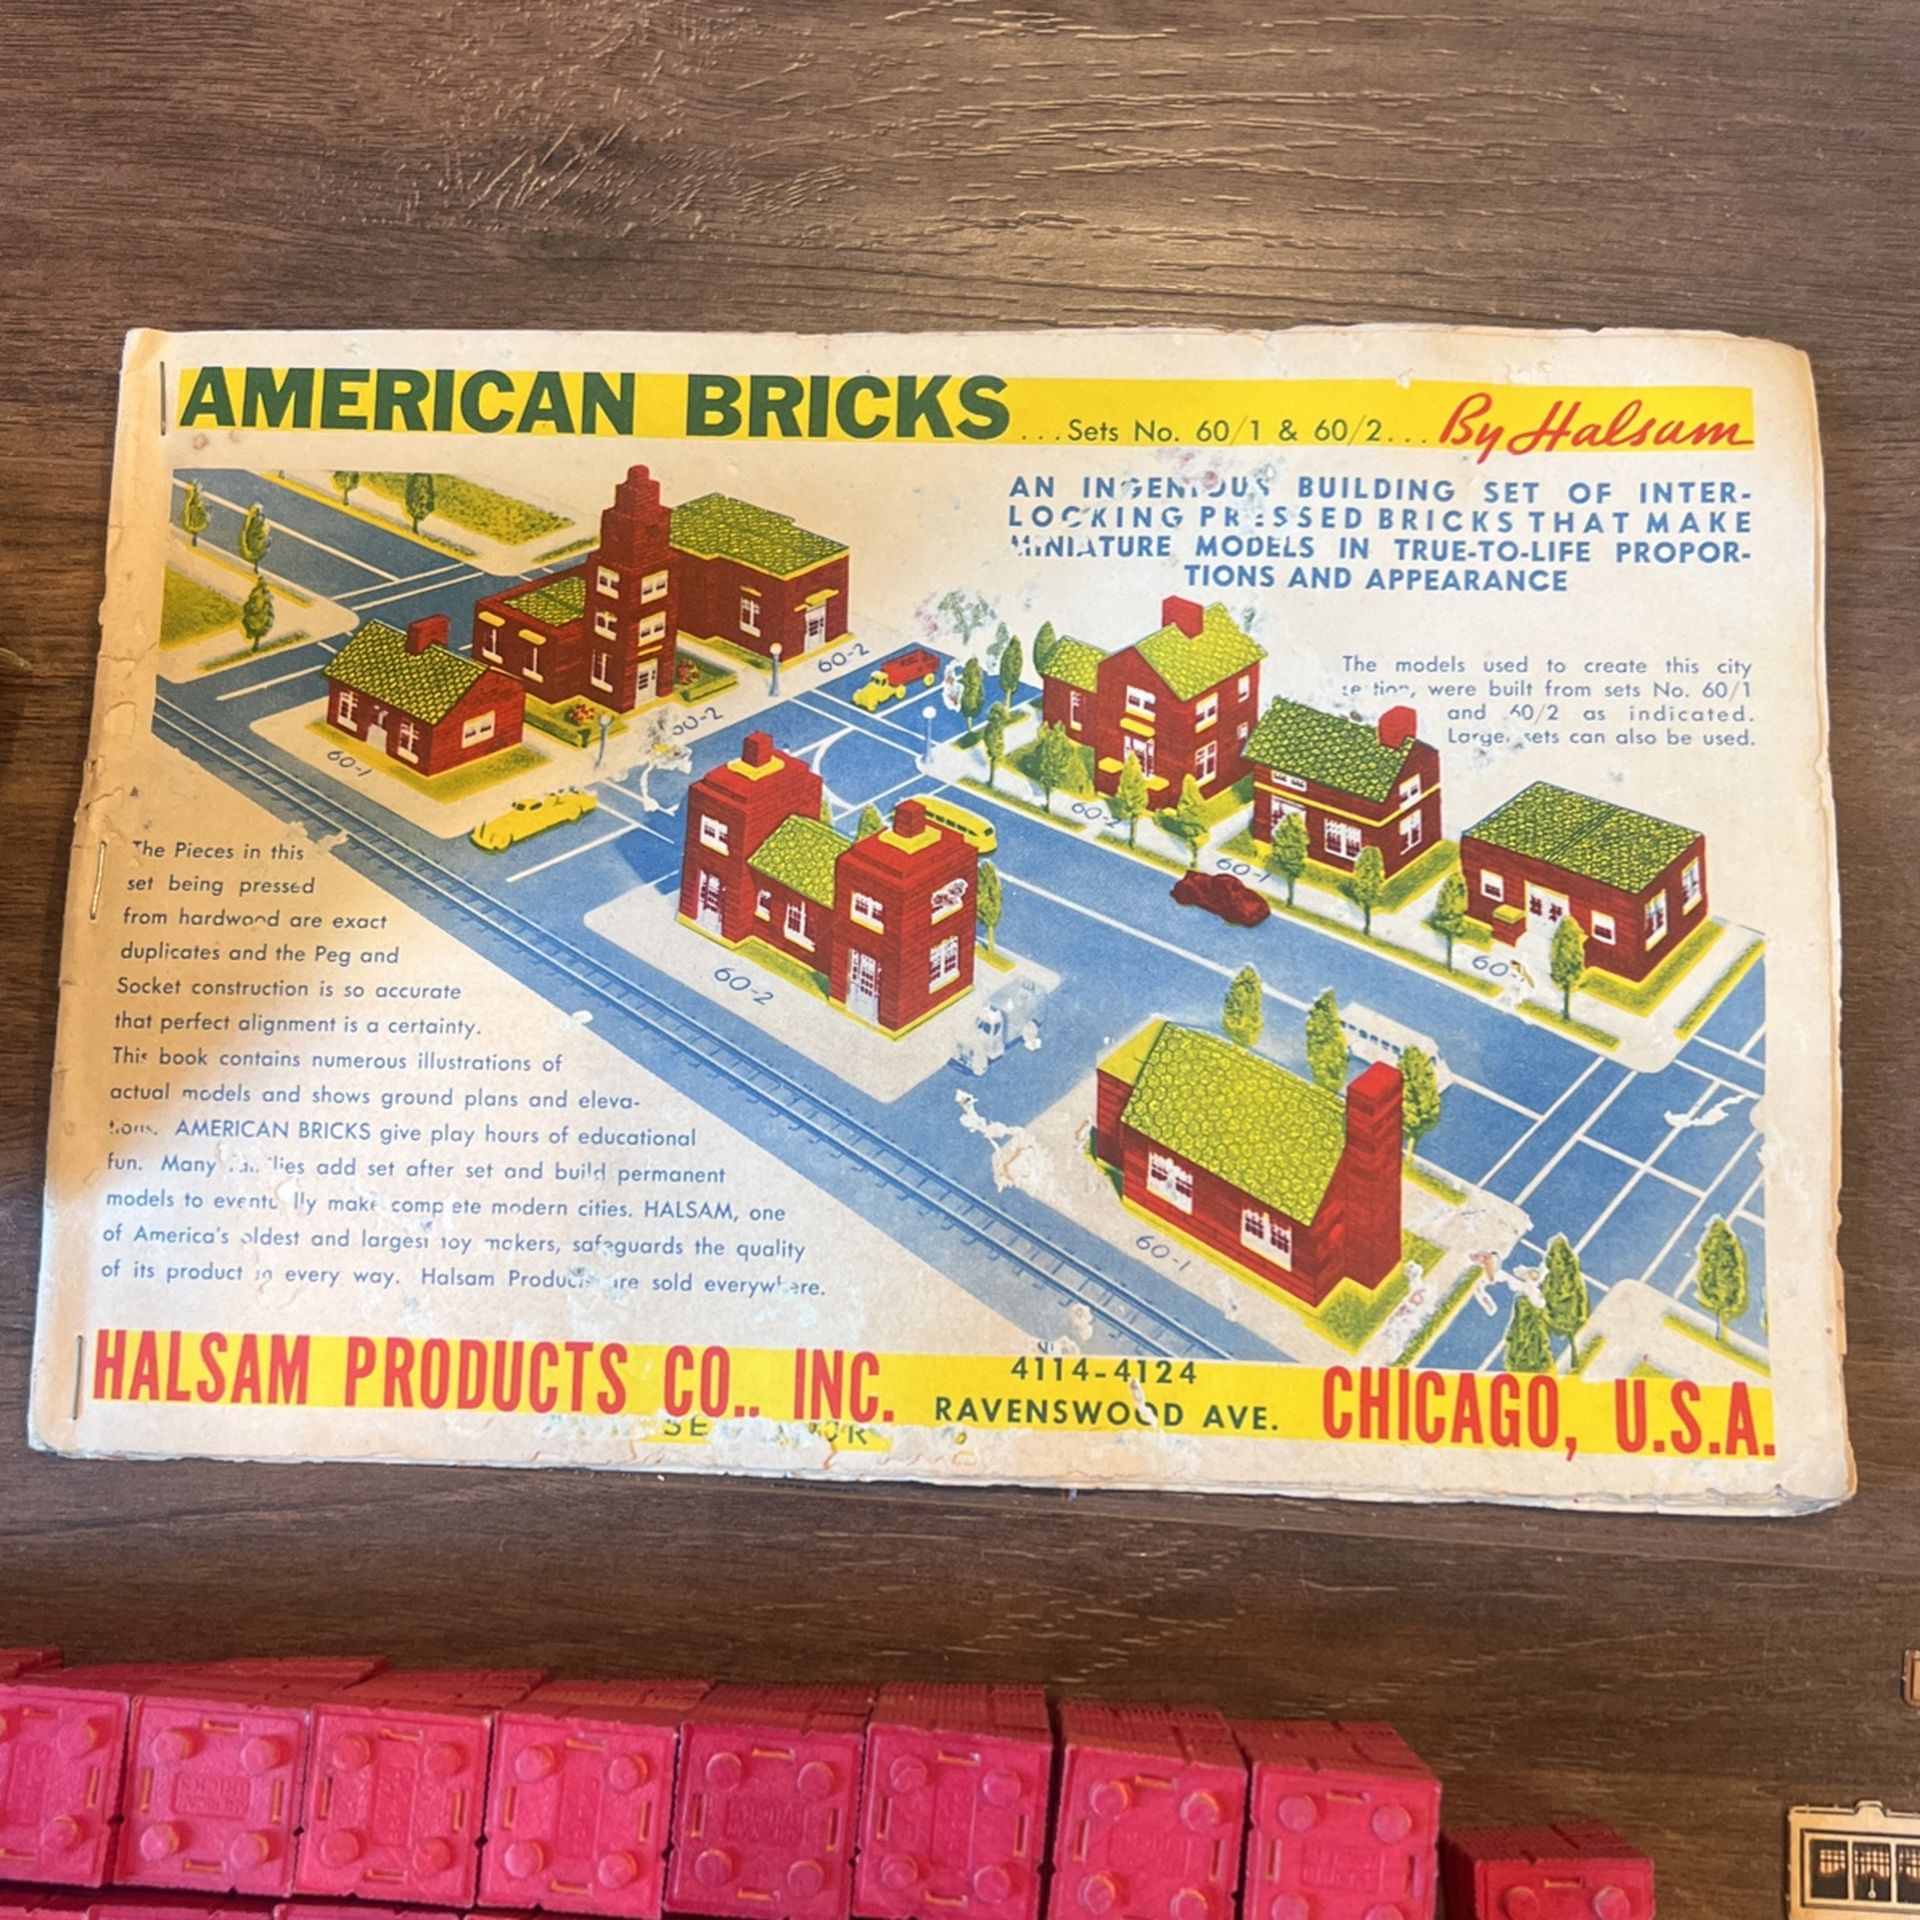 AMERICAN BRICKS ...Sets No. 60/1 & 60/2... By Halsam
AN INGENIOUS BUILDING SET OF INTER-
LOCKING PRESSED BRICKS THAT MAKE
MINIATURE MODELS IN TRUE-TO-LIFE PROPOR-
TIONS AND APPEARANCE
The models used to create this city
section, were built from sets No. 60/1
and 60/2 as indicated.
Larger sets can also be used.
60-2
60-2
60-1
60-2
60-1
60-2
60-1
The Pieces in this
set being pressed
from hardwood are exact
duplicates and the Peg and
Socket construction is so accurate
that perfect alignment is a certainty.
This book contains numerous illustrations of
actual models and shows ground plans and eleva-
tions. AMERICAN BRICKS give play hours of educational
fun. Many families add set after set and build permanent
models to eventually make complete modern cities. HALSAM, one
of America's oldest and largest toy makers, safeguards the quality
of its product in every way. Halsam Products are sold everywhere.
HALSAM PRODUCTS CO., INC. 4114-4124 RAVENSWOOD AVE. CHICAGO, U.S.A.